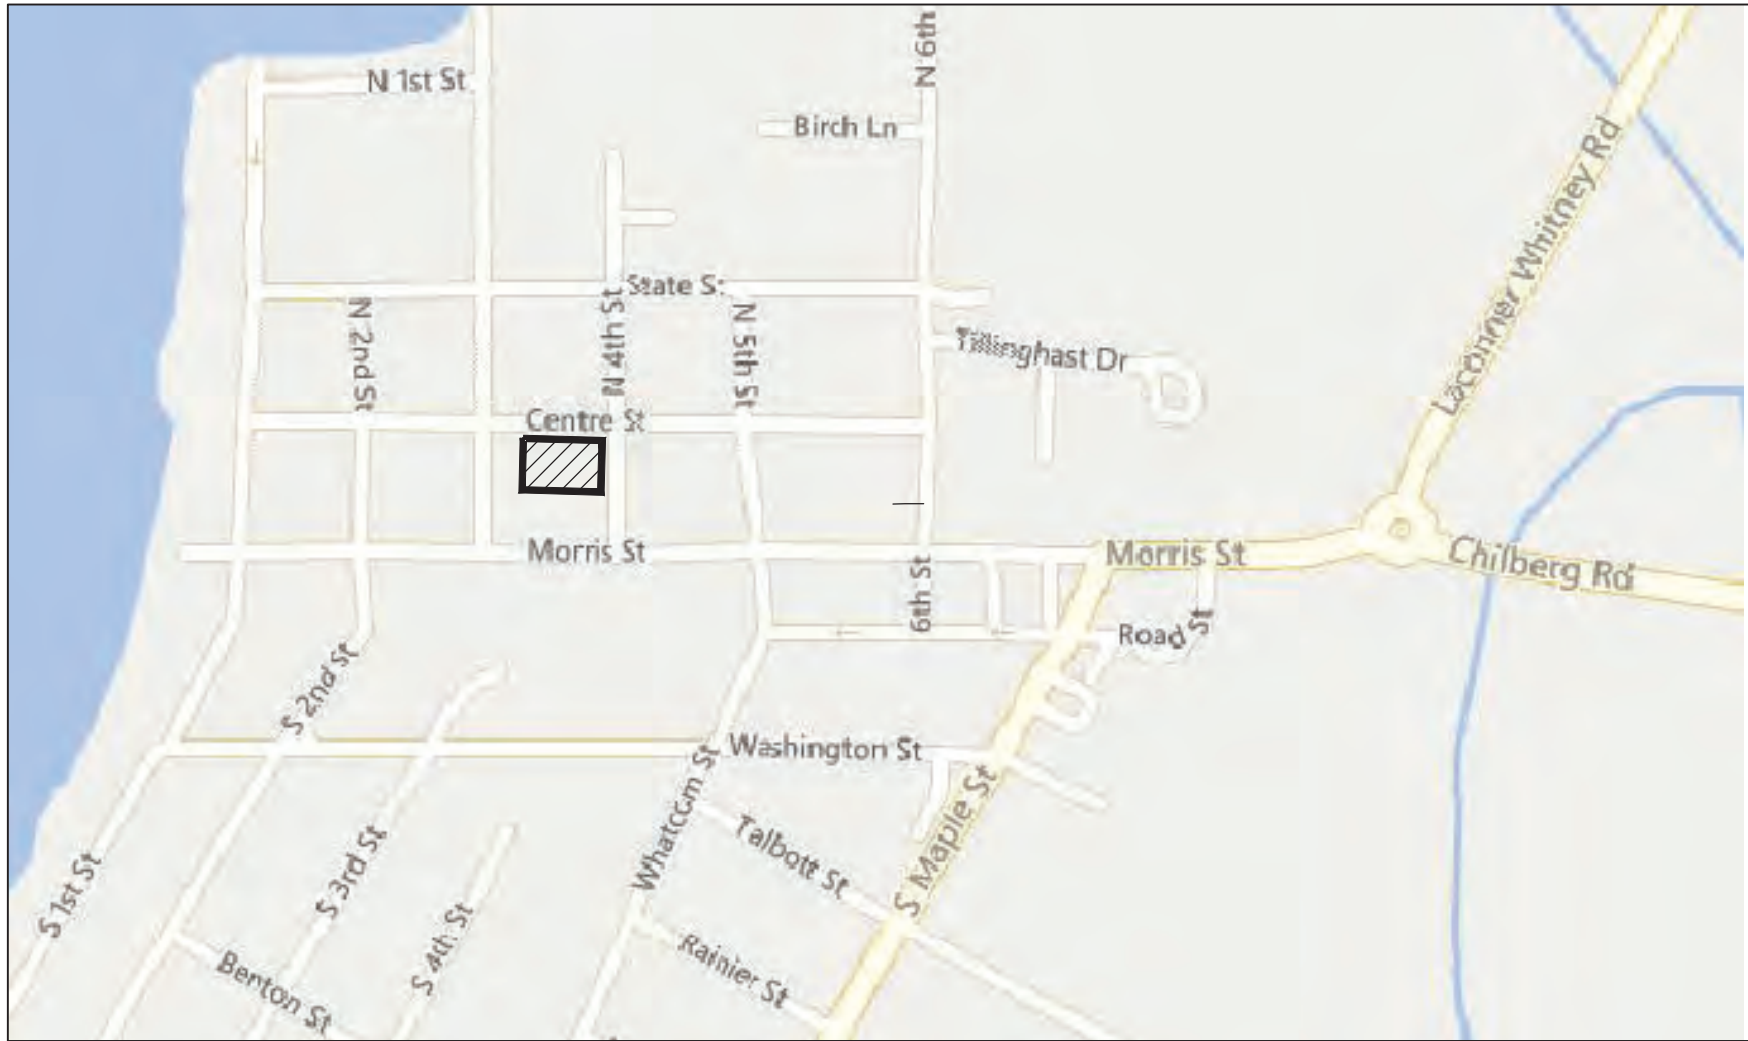 N 6th
N 1st St
Birch Ln
Laconner Whitney Rd
State St
N 2nd St
N 4th St
N 5th St
Tillinghast Dr
Centre St
Morris St
Morris St
Chilberg Rd
6th St
Road St
S 2nd St
Washington St
Whatcom St
S Maple St
Talbott St
S 3rd St
S 1st St
S 4th St
Rainier St
Benton St